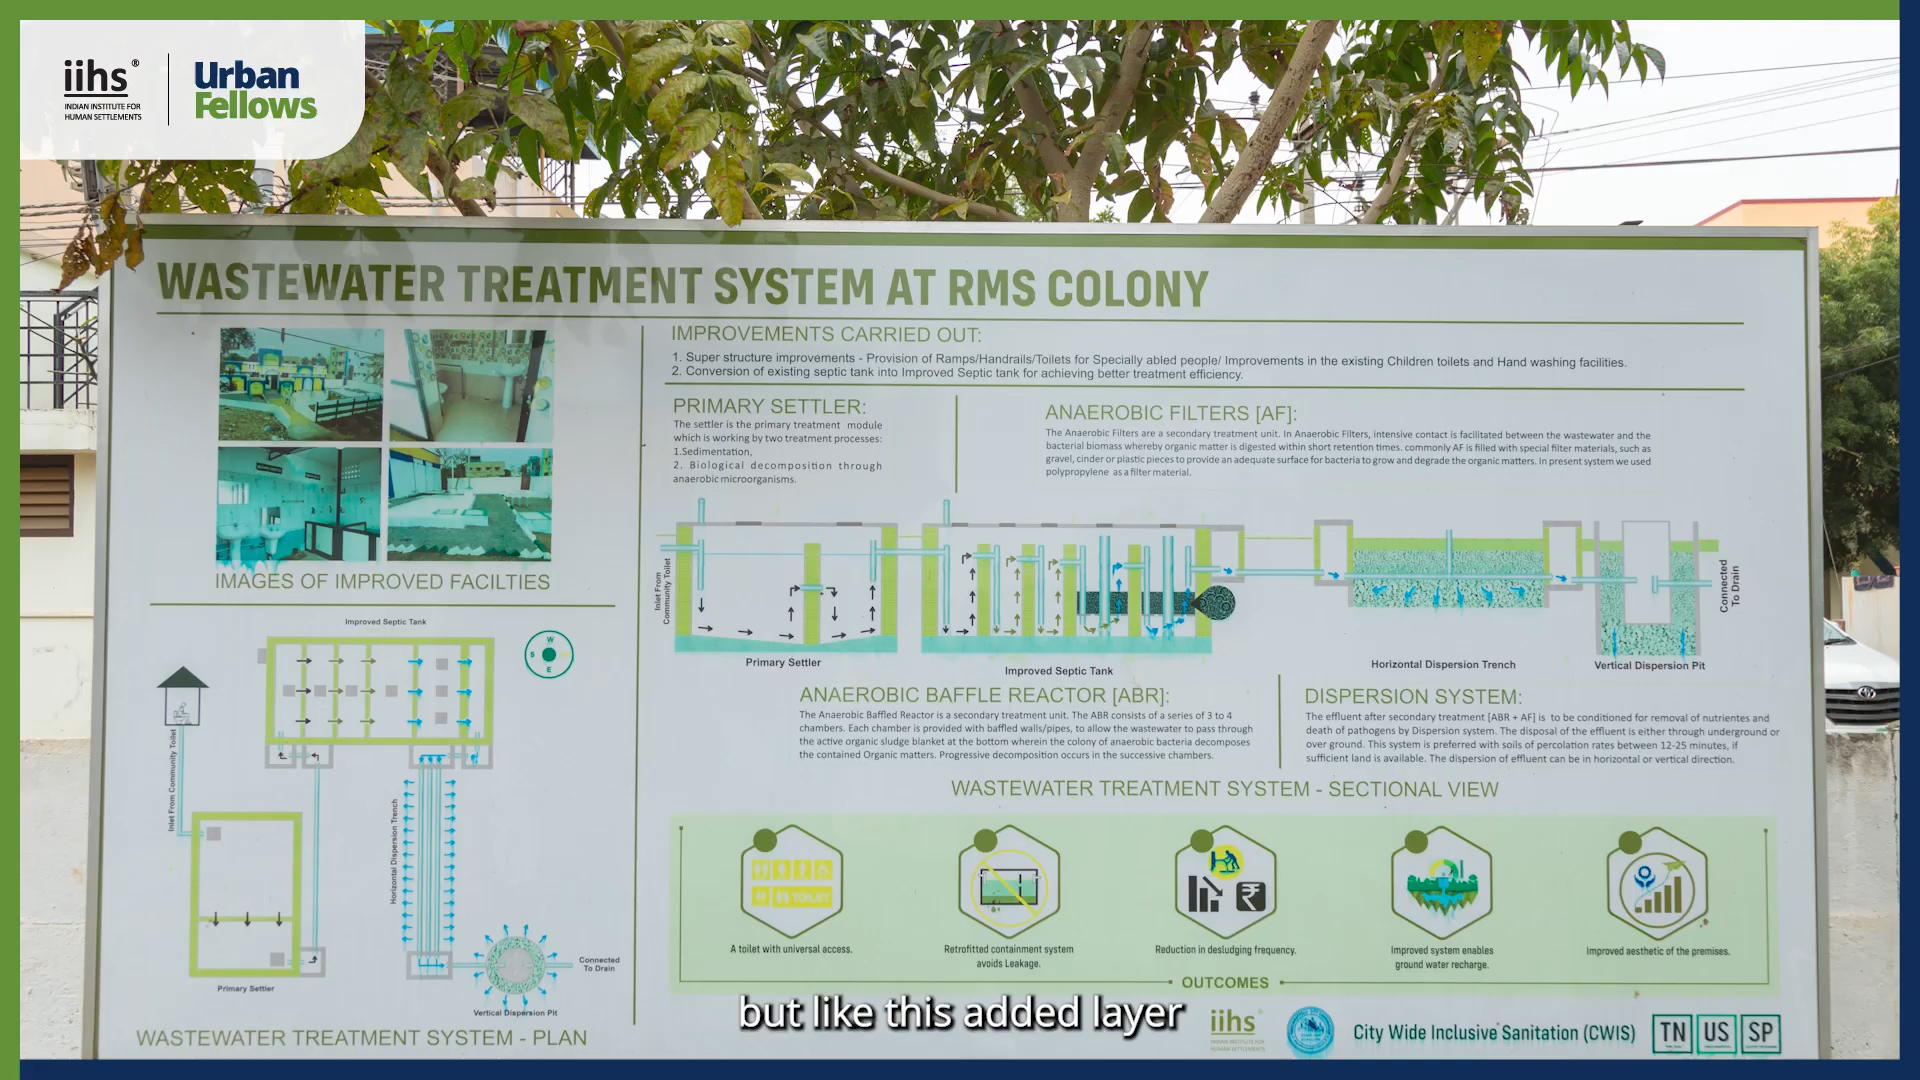 iihs®
INDIAN INSTITUTE FOR
HUMAN SETTLEMENTS
Urban
Fellows
WASTEWATER TREATMENT SYSTEM AT RMS COLONY
IMAGES OF IMPROVED FACILTIES
IMPROVEMENTS CARRIED OUT:
1. Super structure improvements - Provision of Ramps/Handrails/Toilets for Specially abled people/ Improvements in the existing Children toilets and Hand washing facilities.
2. Conversion of existing septic tank into Improved Septic tank for achieving better treatment efficiency.
PRIMARY SETTLER:
The settler is the primary treatment module
which is working by two treatment processes:
1.Sedimentation,
2. Biological decomposition through
anaerobic microorganisms.
ANAEROBIC FILTERS [AF]:
The Anaerobic Filters are a secondary treatment unit. In Anaerobic Filters, intensive contact is facilitated between the wastewater and the
bacterial biomass whereby organic matter is digested within short retention times. commonly AF is filled with special filter materials, such as
gravel, cinder or plastic pieces to provide an adequate surface for bacteria to grow and degrade the organic matters. In present system we used
polypropylene as a filter material.
Inlet From
Community Toilet
Primary Settler
Improved Septic Tank
Horizontal Dispersion Trench
Vertical Dispersion Pit
Connected
To Drain
ANAEROBIC BAFFLE REACTOR [ABR]:
The Anaerobic Baffled Reactor is a secondary treatment unit. The ABR consists of a series of 3 to 4
chambers. Each chamber is provided with baffled walls/pipes, to allow the wastewater to pass through
the active organic sludge blanket at the bottom wherein the colony of anaerobic bacteria decomposes
the contained Organic matters. Progressive decomposition occurs in the successive chambers.
DISPERSION SYSTEM:
The effluent after secondary treatment [ABR + AF] is to be conditioned for removal of nutrientes and
death of pathogens by Dispersion system. The disposal of the effluent is either through underground or
over ground. This system is preferred with soils of percolation rates between 12-25 minutes, if
sufficient land is available. The dispersion of effluent can be in horizontal or vertical direction.
WASTEWATER TREATMENT SYSTEM - SECTIONAL VIEW
Improved Septic Tank
W
S
E
Inlet From Community Toilet
Horizontal Dispersion Trench
Primary Settler
Connected
To Drain
Vertical Dispersion Pit
WASTEWATER TREATMENT SYSTEM - PLAN
TOILET
A toilet with universal access.
Retrofitted containment system
avoids Leakage.
Reduction in desludging frequency.
Improved system enables
ground water recharge.
Improved aesthetic of the premises.
OUTCOMES
but like this added layer
iihs
INDIAN INSTITUTE FOR
HUMAN SETTLEMENTS
City Wide Inclusive Sanitation (CWIS)
TN US SP